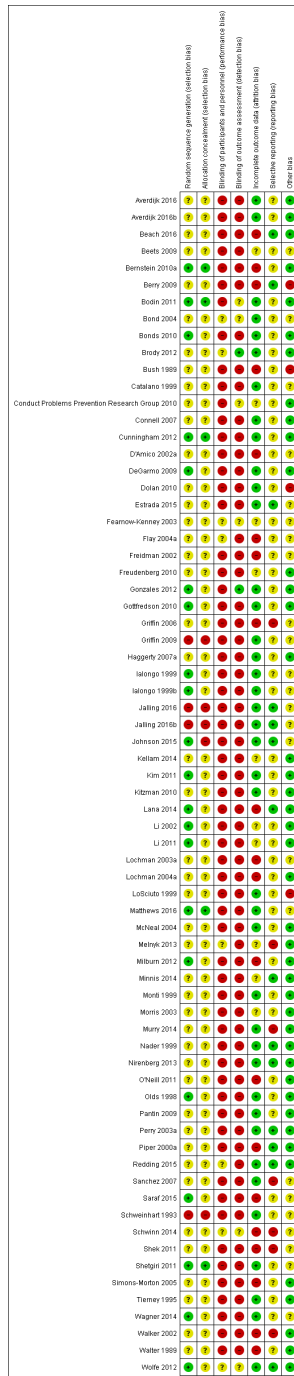 Random sequence generation (selection bias)
Allocation concealment (selection bias)
Blinding of participants and personnel (performance bias)
Blinding of outcome assessment (detection bias)
Incomplete outcome data (attrition bias)
Selective reporting (reporting bias)
Other bias
Averdijk 2016
Averdijk 2016b
Beach 2016
Beets 2009
Bernstein 2010a
Berry 2009
Bodin 2011
Bond 2004
Bonds 2010
Brody 2012
Bush 1989
Catalano 1999
Conduct Problems Prevention Research Group 2010
Connell 2007
Cunningham 2012
D'Amico 2002a
DeGarmo 2009
Dolan 2010
Estrada 2015
Fearnow-Kenney 2003
Flay 2004a
Freidman 2002
Freudenberg 2010
Gonzales 2012
Gottfredson 2010
Griffin 2006
Griffin 2009
Haggerty 2007a
Ialongo 1999
Ialongo 1999b
Jalling 2016
Jalling 2016b
Johnson 2015
Kellam 2014
Kim 2011
Kitzman 2010
Lana 2014
Li 2002
Li 2011
Lochman 2003a
Lochman 2004a
LoSciuto 1999
Matthews 2016
McNeal 2004
Melnyk 2013
Milburn 2012
Minnis 2014
Monti 1999
Morris 2003
Murry 2014
Nader 1999
Nirenberg 2013
O'Neill 2011
Olds 1998
Pantin 2009
Perry 2003a
Piper 2000a
Redding 2015
Sanchez 2007
Saraf 2015
Schweinhart 1993
Schwinn 2014
Shek 2011
Shetgiri 2011
Simons-Morton 2005
Tierney 1995
Wagner 2014
Walker 2002
Walter 1989
Wolfe 2012